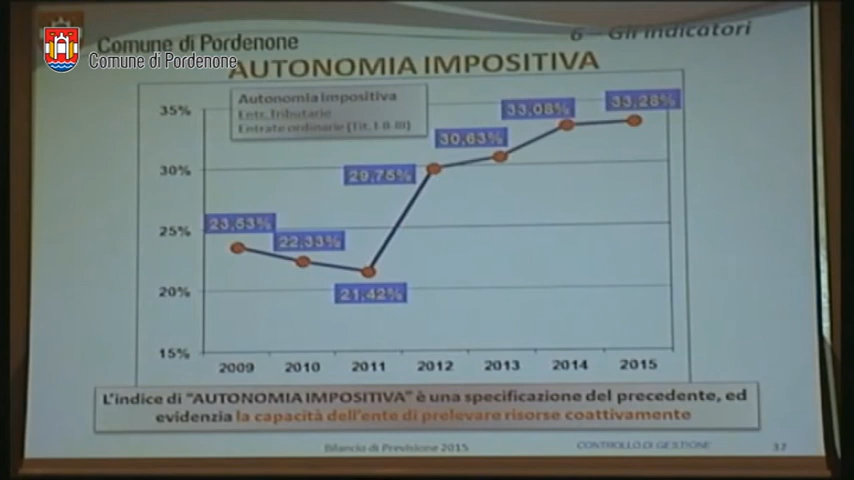 Comune di Pordenone
Comune di Pordenone
6 - Gli Indicatori
AUTONOMIA IMPOSITIVA
Autonomia Impositiva
Entr. Tributarie
Entrate ordinarie (Tit. I-II-III)
35%
30%
25%
20%
15%
23,53%
22,33%
21,42%
29,75%
30,63%
33,08%
33,28%
2009 2010 2011 2012 2013 2014 2015
L'indice di "AUTONOMIA IMPOSITIVA" è una specificazione del precedente, ed
evidenzia la capacità dell'ente di prelevare risorse coattivamente
Bilancio di Previsione 2015 CONTROLLO DI GESTIONE 37